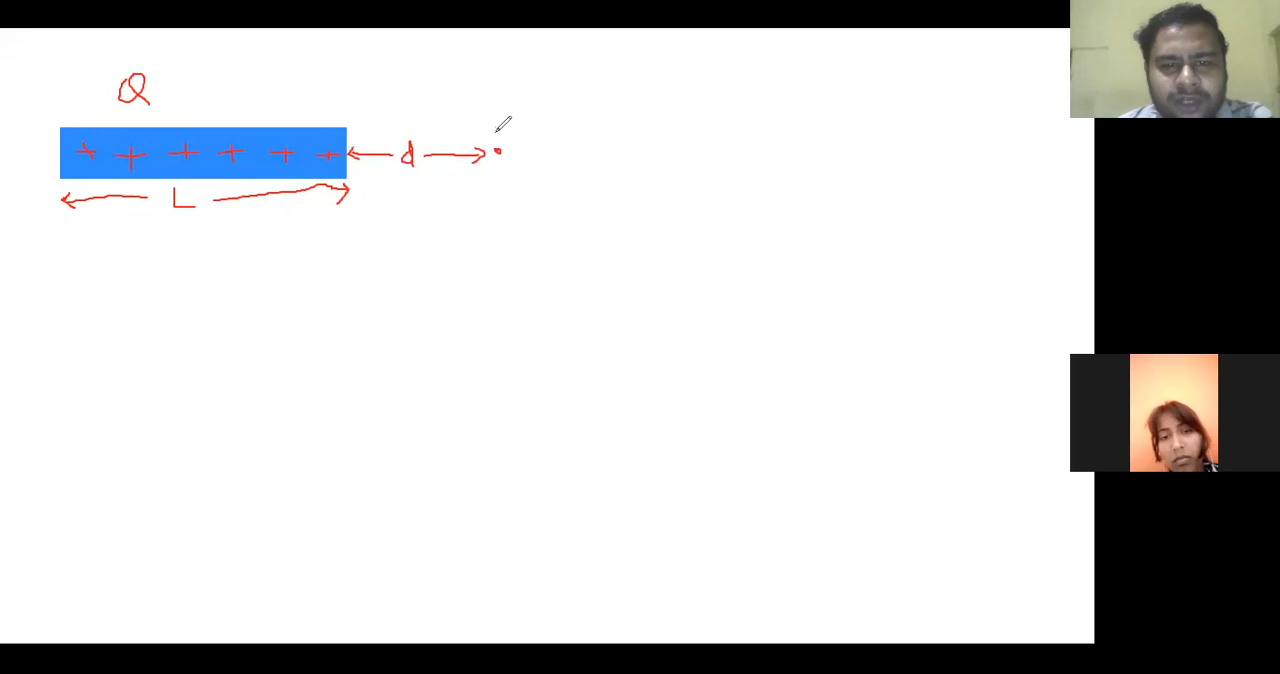 Q
+ + + + + +
d
L